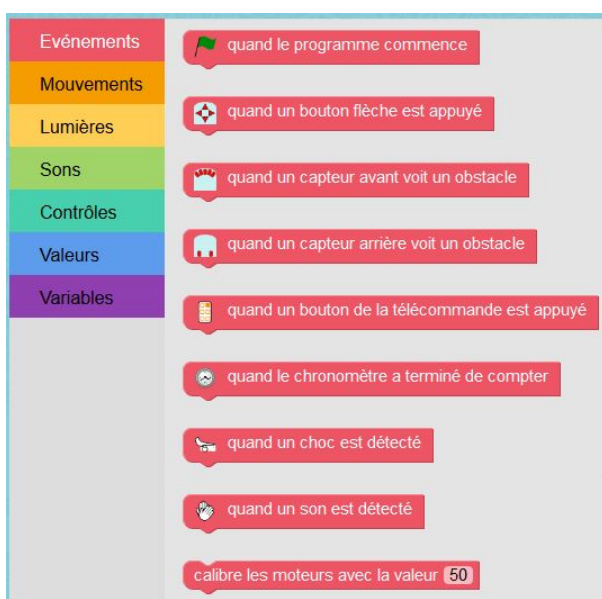 Evénements
Mouvements
Lumières
Sons
Contrôles
Valeurs
Variables
quand le programme commence
quand un bouton flèche est appuyé
quand un capteur avant voit un obstacle
quand un capteur arrière voit un obstacle
quand un bouton de la télécommande est appuyé
quand le chronomètre a terminé de compter
quand un choc est détecté
quand un son est détecté
calibre les moteurs avec la valeur 50